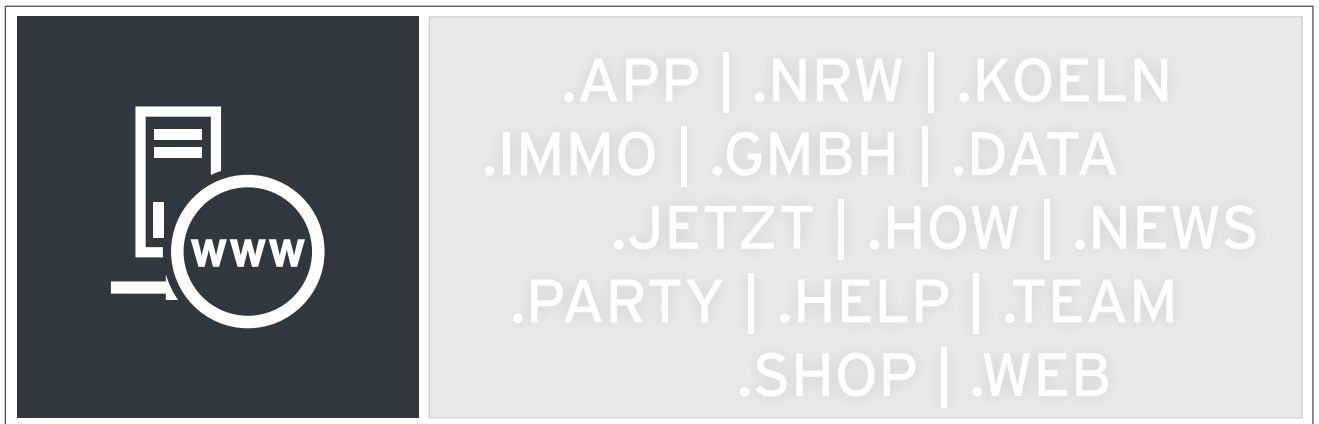 WWW
.APP | .NRW | .KOELN
.IMMO | .GMBH | .DATA
.JETZT | .HOW | .NEWS
.PARTY | .HELP | .TEAM
.SHOP | .WEB